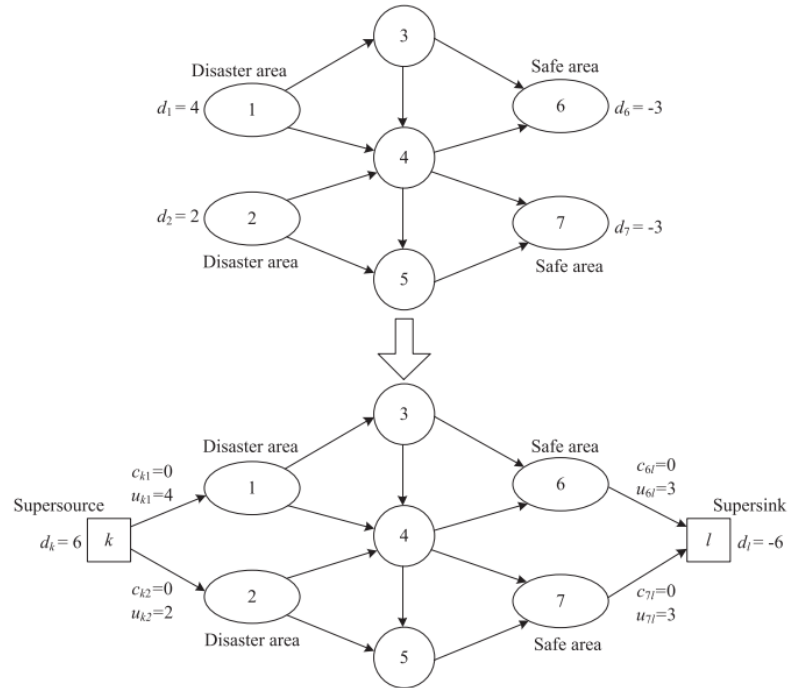 3
Disaster area
Safe area
d₁ = 4
1
6
d₆ = -3
4
d₂ = 2
2
7
d₇ = -3
Disaster area
Safe area
5
3
Disaster area
Safe area
cₖ₁=0
uₖ₁=4
1
6
c₆ₗ=0
u₆ₗ=3
Supersource
Supersink
dₖ = 6
k
4
l
dₗ = -6
cₖ₂=0
uₖ₂=2
2
7
c₇ₗ=0
u₇ₗ=3
Disaster area
Safe area
5